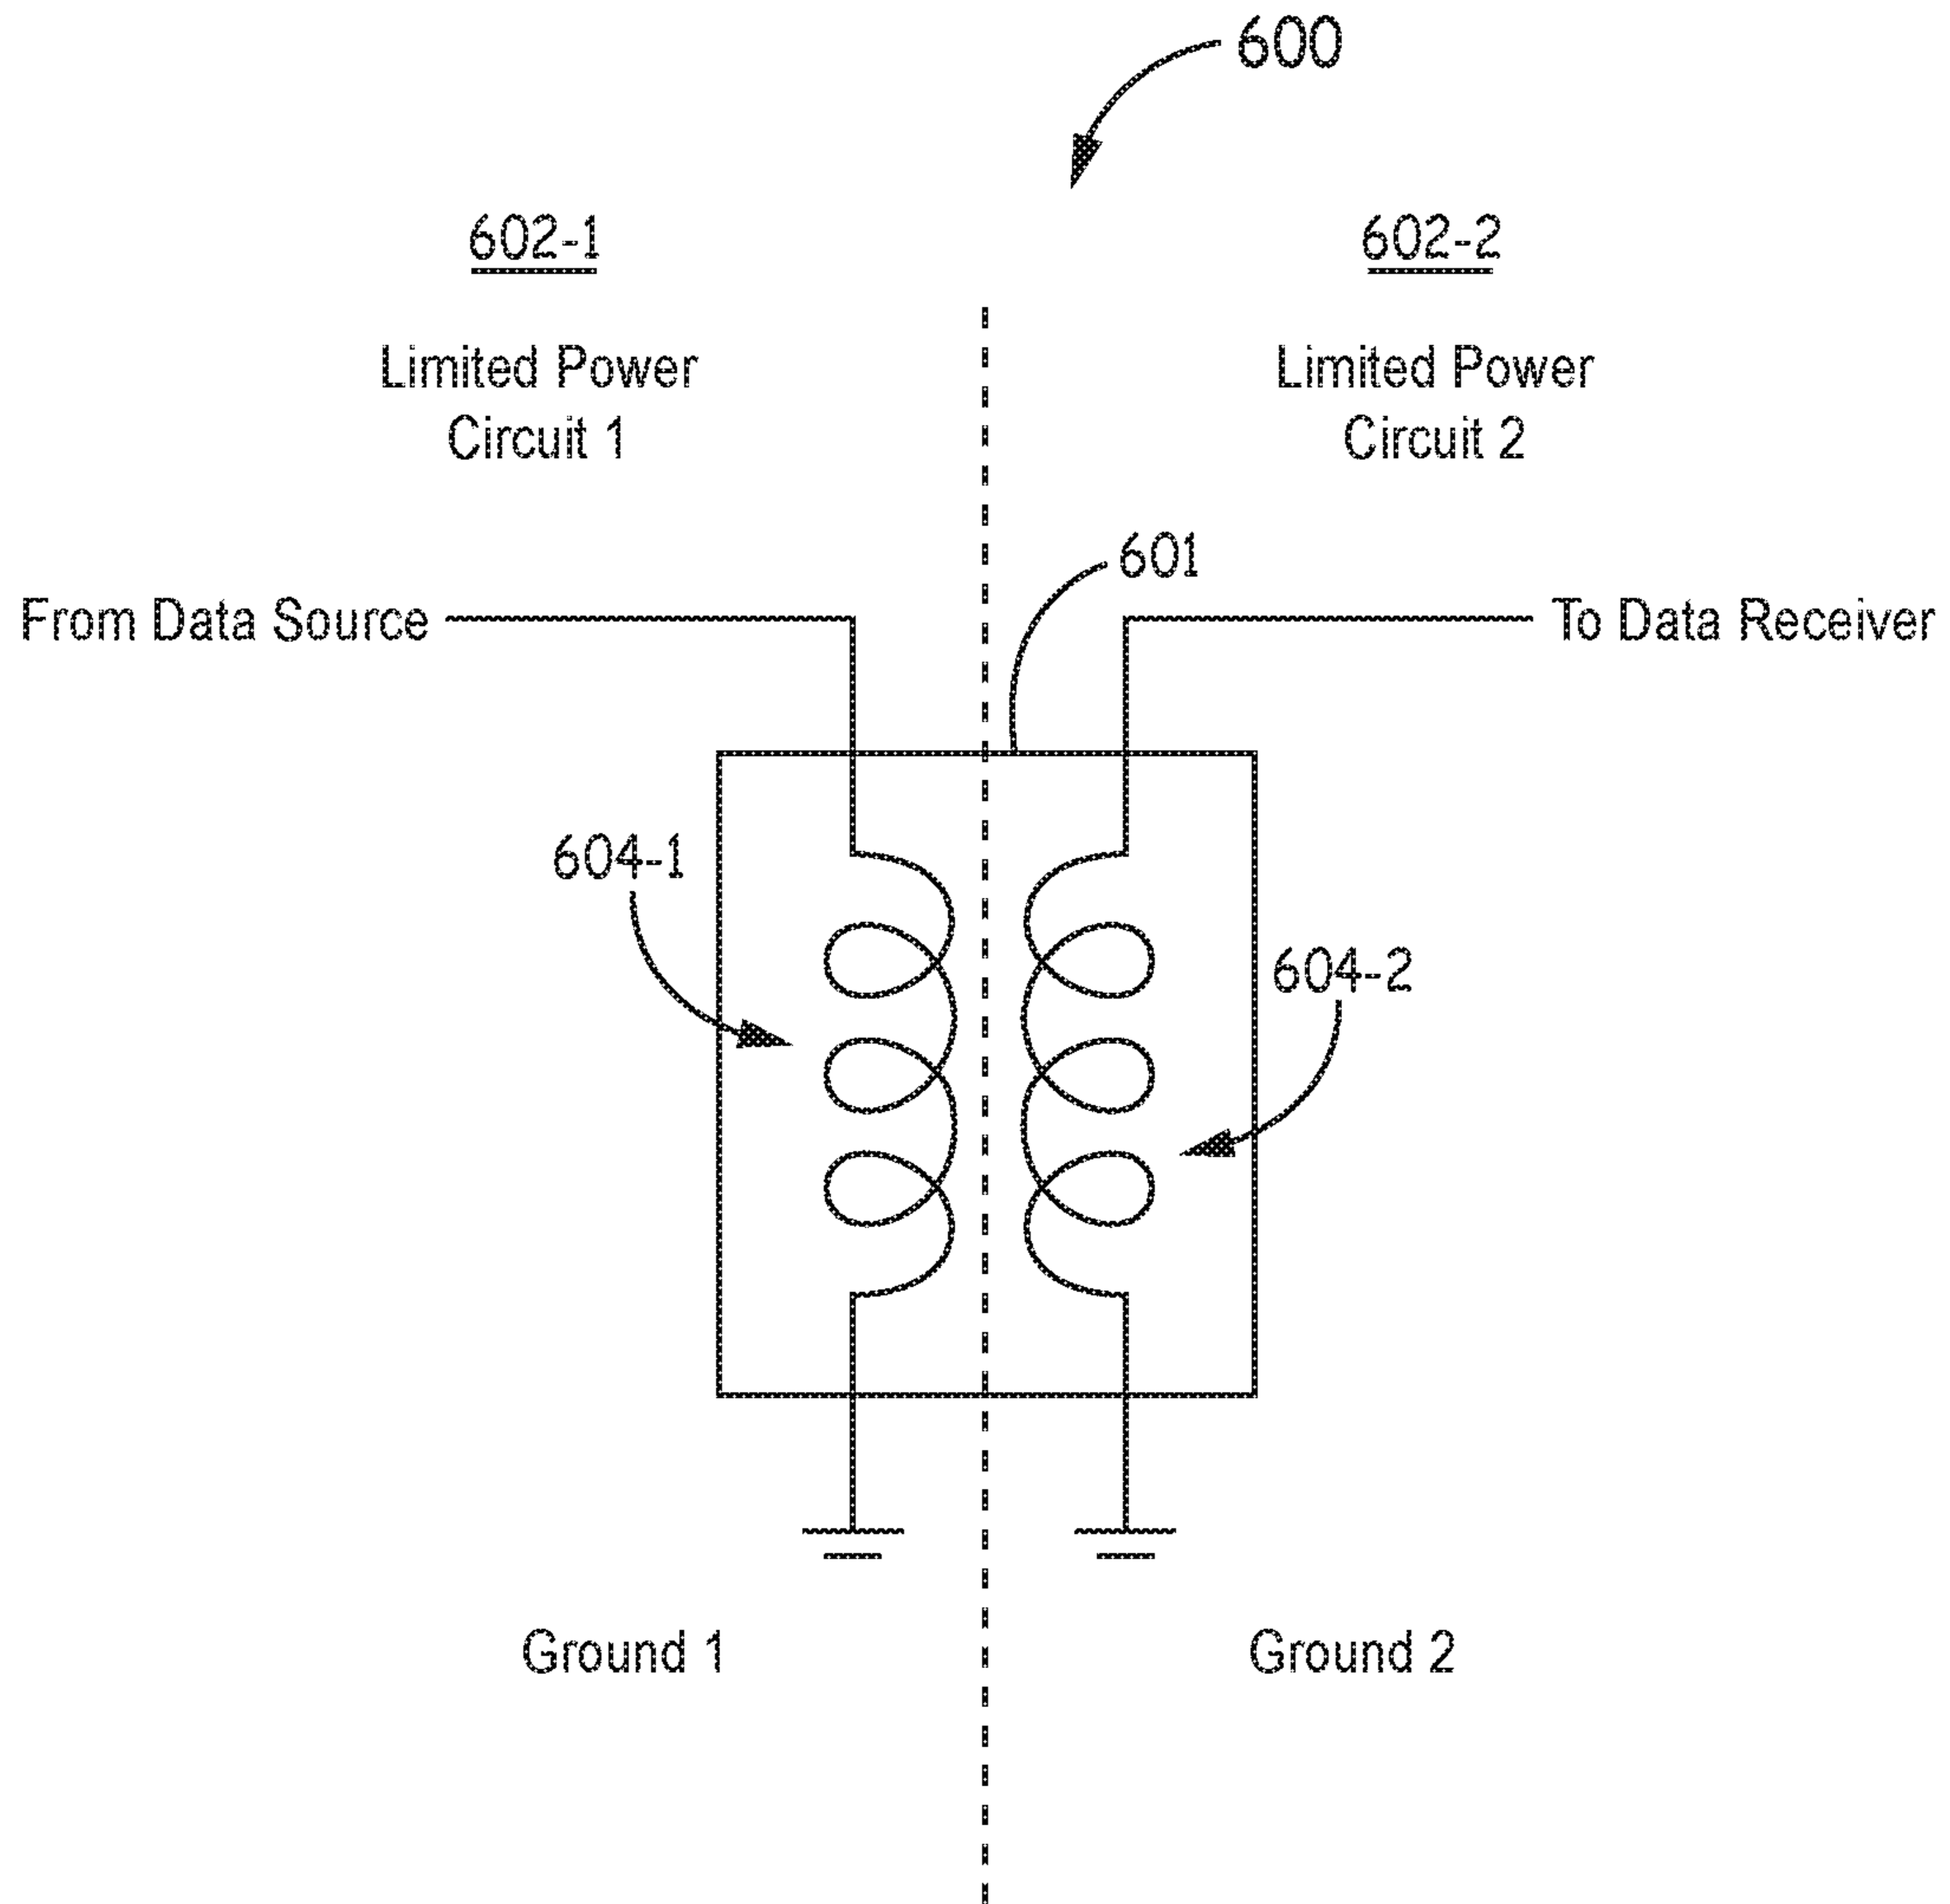 600
602-1
602-2
Limited Power
Circuit 1
Limited Power
Circuit 2
601
From Data Source
To Data Receiver
604-1
604-2
Ground 1
Ground 2